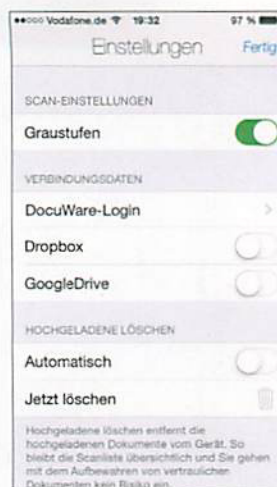 Vodafone.de 19:32 97 %
Einstellungen Fertig
SCAN-EINSTELLUNGEN
Graustufen
VERBINDUNGSDATEN
DocuWare-Login
Dropbox
GoogleDrive
HOCHGELADENE LÖSCHEN
Automatisch
Jetzt löschen
Hochgeladene löschen entfernt die
hochgeladenen Dokumente vom Gerät. So
bleibt die Scanliste übersichtlich und Sie gehen
mit dem Aufbewahren von vertraulichen
Dokumenten kein Risiko ein.